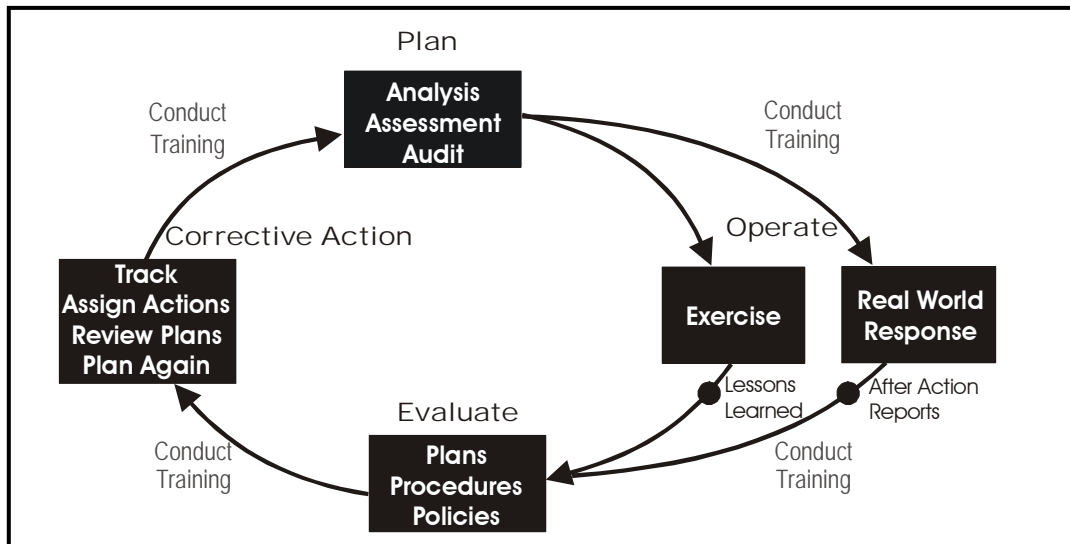 Plan
Analysis
Assessment
Audit
Conduct
Training
Conduct
Training
Operate
Exercise
Real World
Response
Lessons
Learned
After Action
Reports
Conduct
Training
Evaluate
Plans
Procedures
Policies
Conduct
Training
Corrective Action
Track
Assign Actions
Review Plans
Plan Again